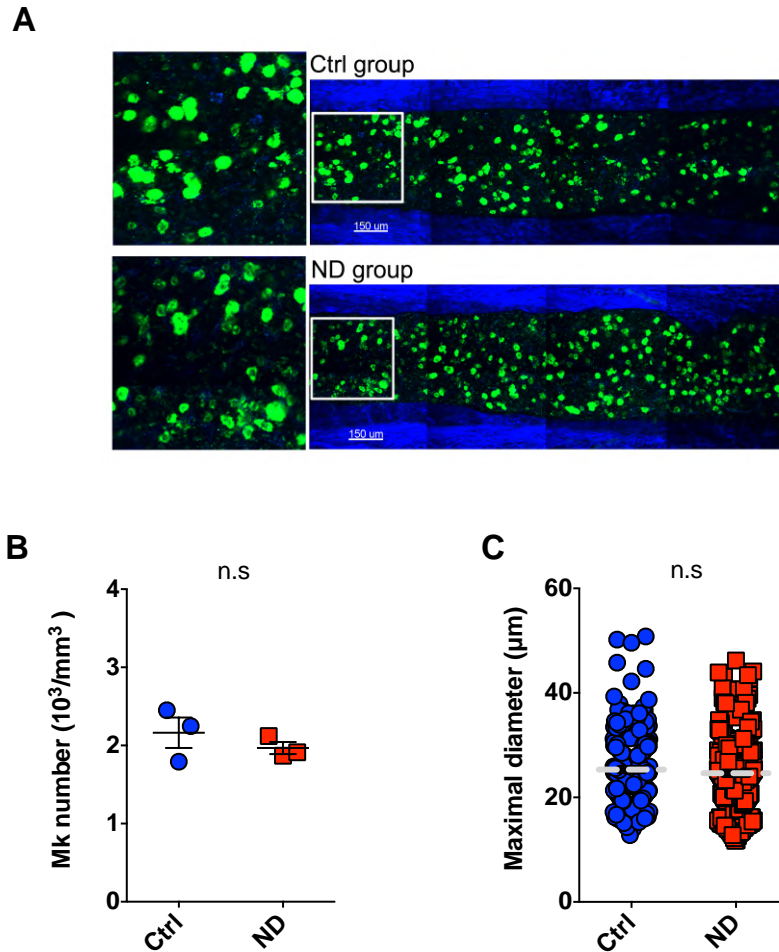 A
Ctrl group
150 um
ND group
150 um
B
n.s
Mk number (10³/mm³)
4
3
2
1
0
Ctrl
ND
C
n.s
Maximal diameter (µm)
60
40
20
0
Ctrl
ND